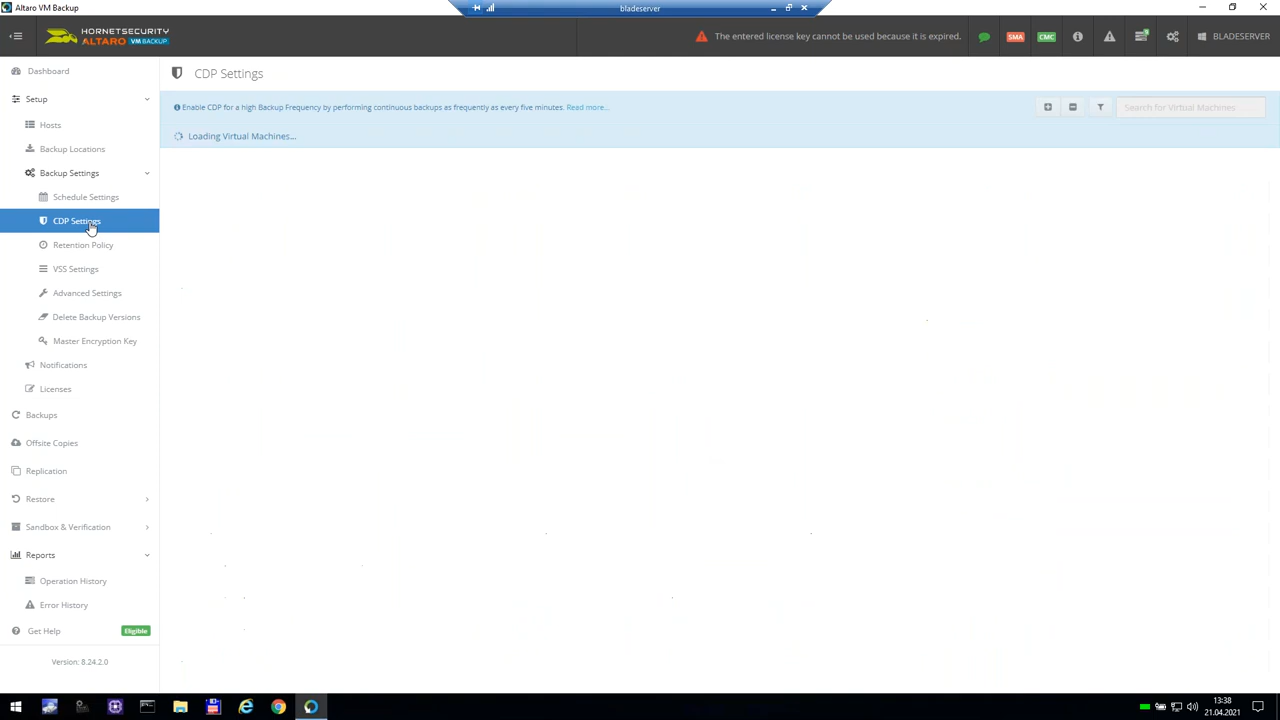 Altaro VM Backup
bladeserver
HORNETSECURITY
ALTARO VM BACKUP
The entered license key cannot be used because it is expired.
SMA
CMC
BLADESERVER
Dashboard
CDP Settings
Setup
Enable CDP for a high Backup Frequency by performing continuous backups as frequently as every five minutes. Read more...
Search for Virtual Machines
Hosts
Loading Virtual Machines...
Backup Locations
Backup Settings
Schedule Settings
CDP Settings
Retention Policy
VSS Settings
Advanced Settings
Delete Backup Versions
Master Encryption Key
Notifications
Licenses
Backups
Offsite Copies
Replication
Restore
Sandbox & Verification
Reports
Operation History
Error History
Get Help
Eligible
Version: 8.24.2.0
13:38
21.04.2021